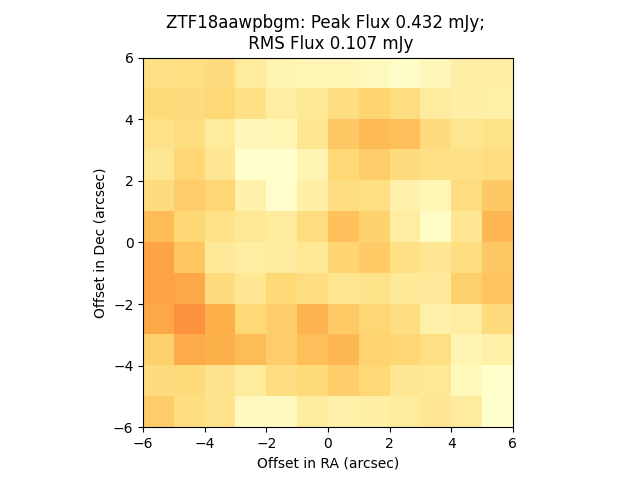 ZTF18aawpbgm: Peak Flux 0.432 mJy;
RMS Flux 0.107 mJy
6
4
2
0
−2
−4
−6
Offset in Dec (arcsec)
−6 −4 −2 0 2 4 6
Offset in RA (arcsec)